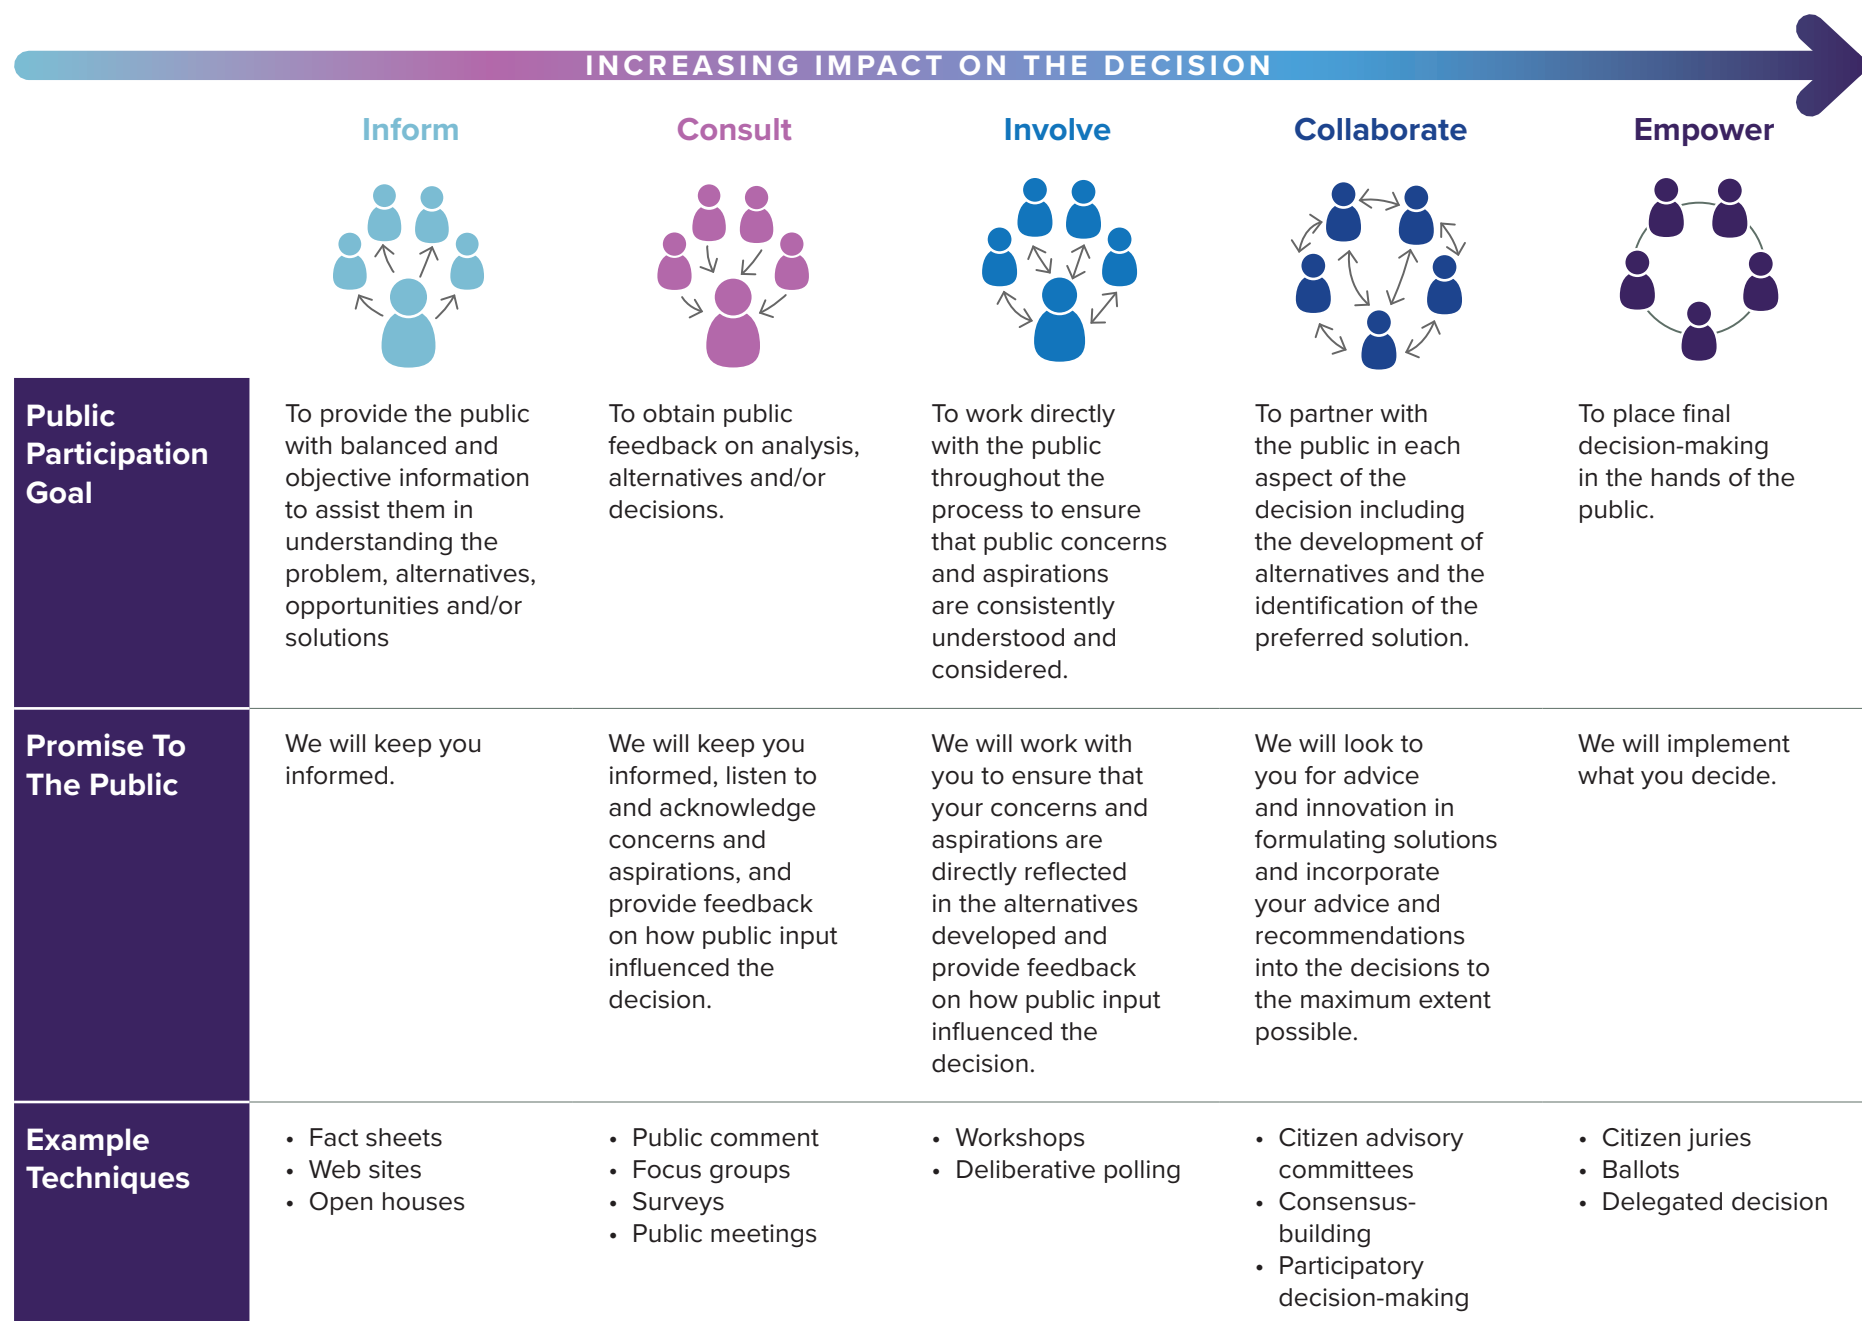 INCREASING IMPACT ON THE DECISION
Inform
Consult
Involve
Collaborate
Empower
Public
Participation
Goal
To provide the public
with balanced and
objective information
to assist them in
understanding the
problem, alternatives,
opportunities and/or
solutions
To obtain public
feedback on analysis,
alternatives and/or
decisions.
To work directly
with the public
throughout the
process to ensure
that public concerns
and aspirations
are consistently
understood and
considered.
To partner with
the public in each
aspect of the
decision including
the development of
alternatives and the
identification of the
preferred solution.
To place final
decision-making
in the hands of the
public.
Promise To
The Public
We will keep you
informed.
We will keep you
informed, listen to
and acknowledge
concerns and
aspirations, and
provide feedback
on how public input
influenced the
decision.
We will work with
you to ensure that
your concerns and
aspirations are
directly reflected
in the alternatives
developed and
provide feedback
on how public input
influenced the
decision.
We will look to
you for advice
and innovation in
formulating solutions
and incorporate
your advice and
recommendations
into the decisions to
the maximum extent
possible.
We will implement
what you decide.
Example
Techniques
• Fact sheets
• Web sites
• Open houses
• Public comment
• Focus groups
• Surveys
• Public meetings
• Workshops
• Deliberative polling
• Citizen advisory
committees
• Consensus-
building
• Participatory
decision-making
• Citizen juries
• Ballots
• Delegated decision